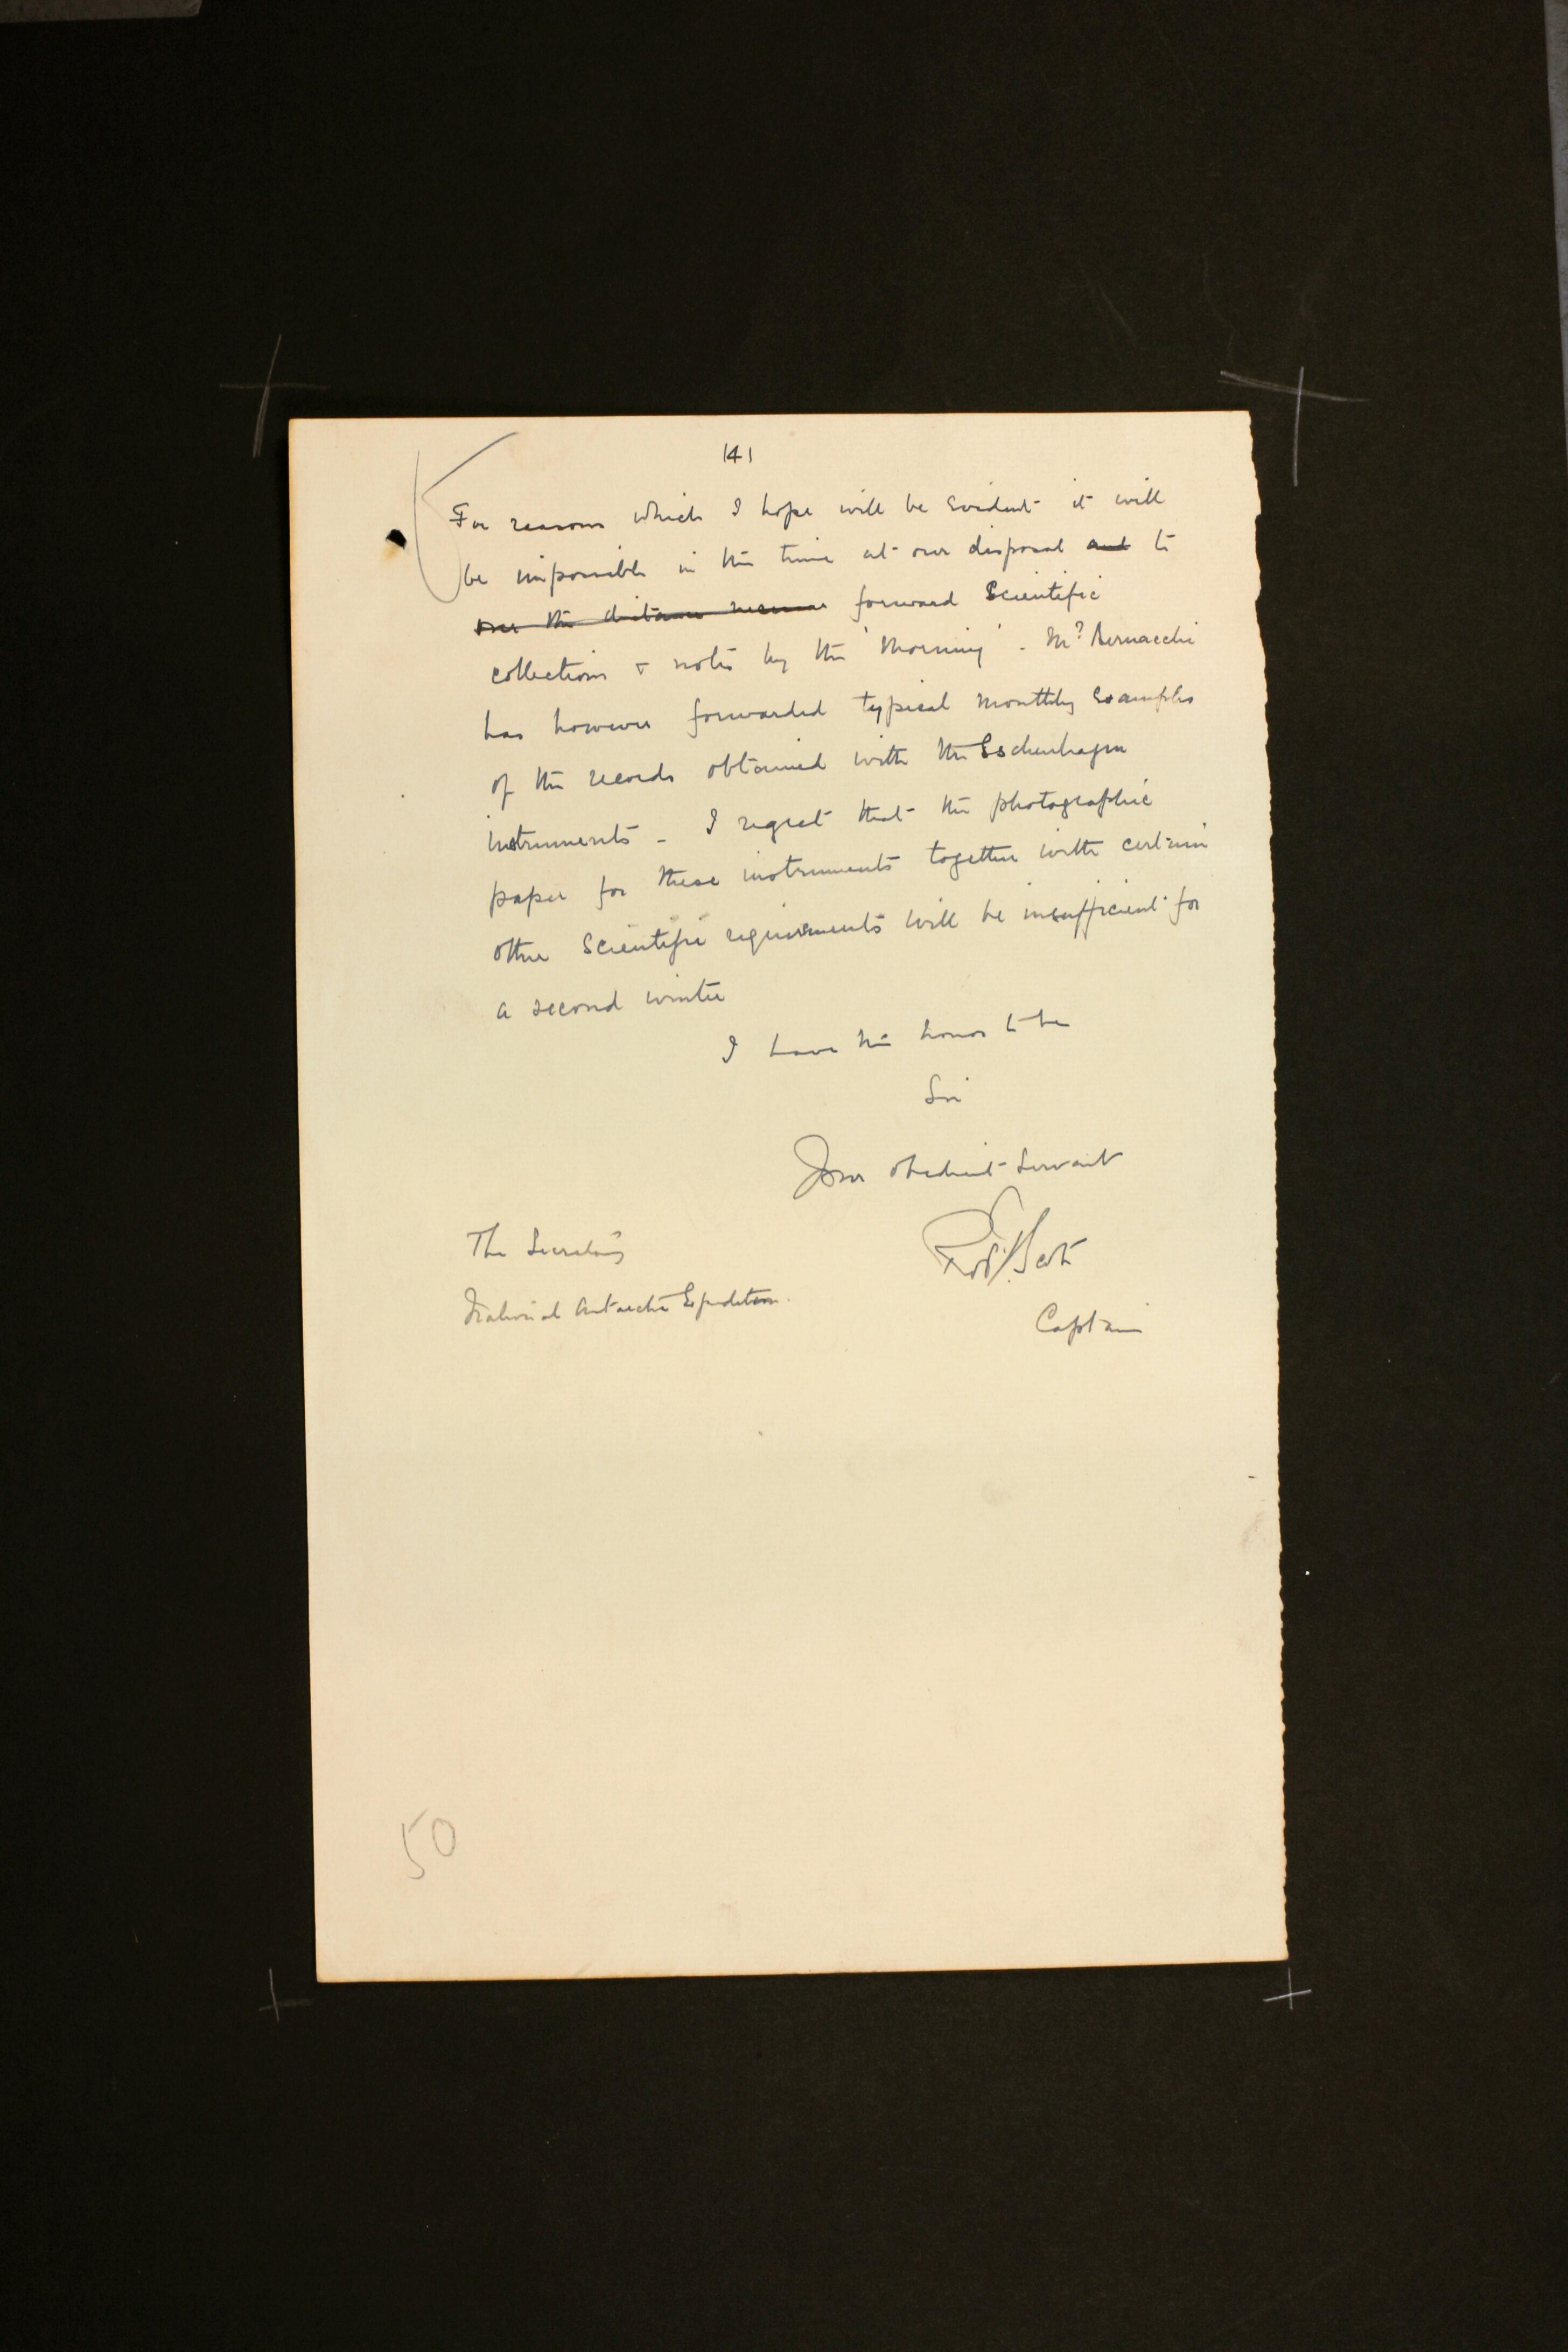 141
For reasons which I hope will be evident it will
be impossible in the time at our disposal and to
over the distance forward Scientific
collections & notes by the 'Morning'. Mr Bernacchi
has however forwarded typical monthly examples
of the records obtained with the Eschenhagen
instruments - I regret that the photographic
paper for these instruments together with certain
other scientific requirements will be insufficient for
a second winter
I have the honor to be
Sir
Your obedient Servant
The Secretary
RobtFScott
National Antarctic Expedition.
Captain
50